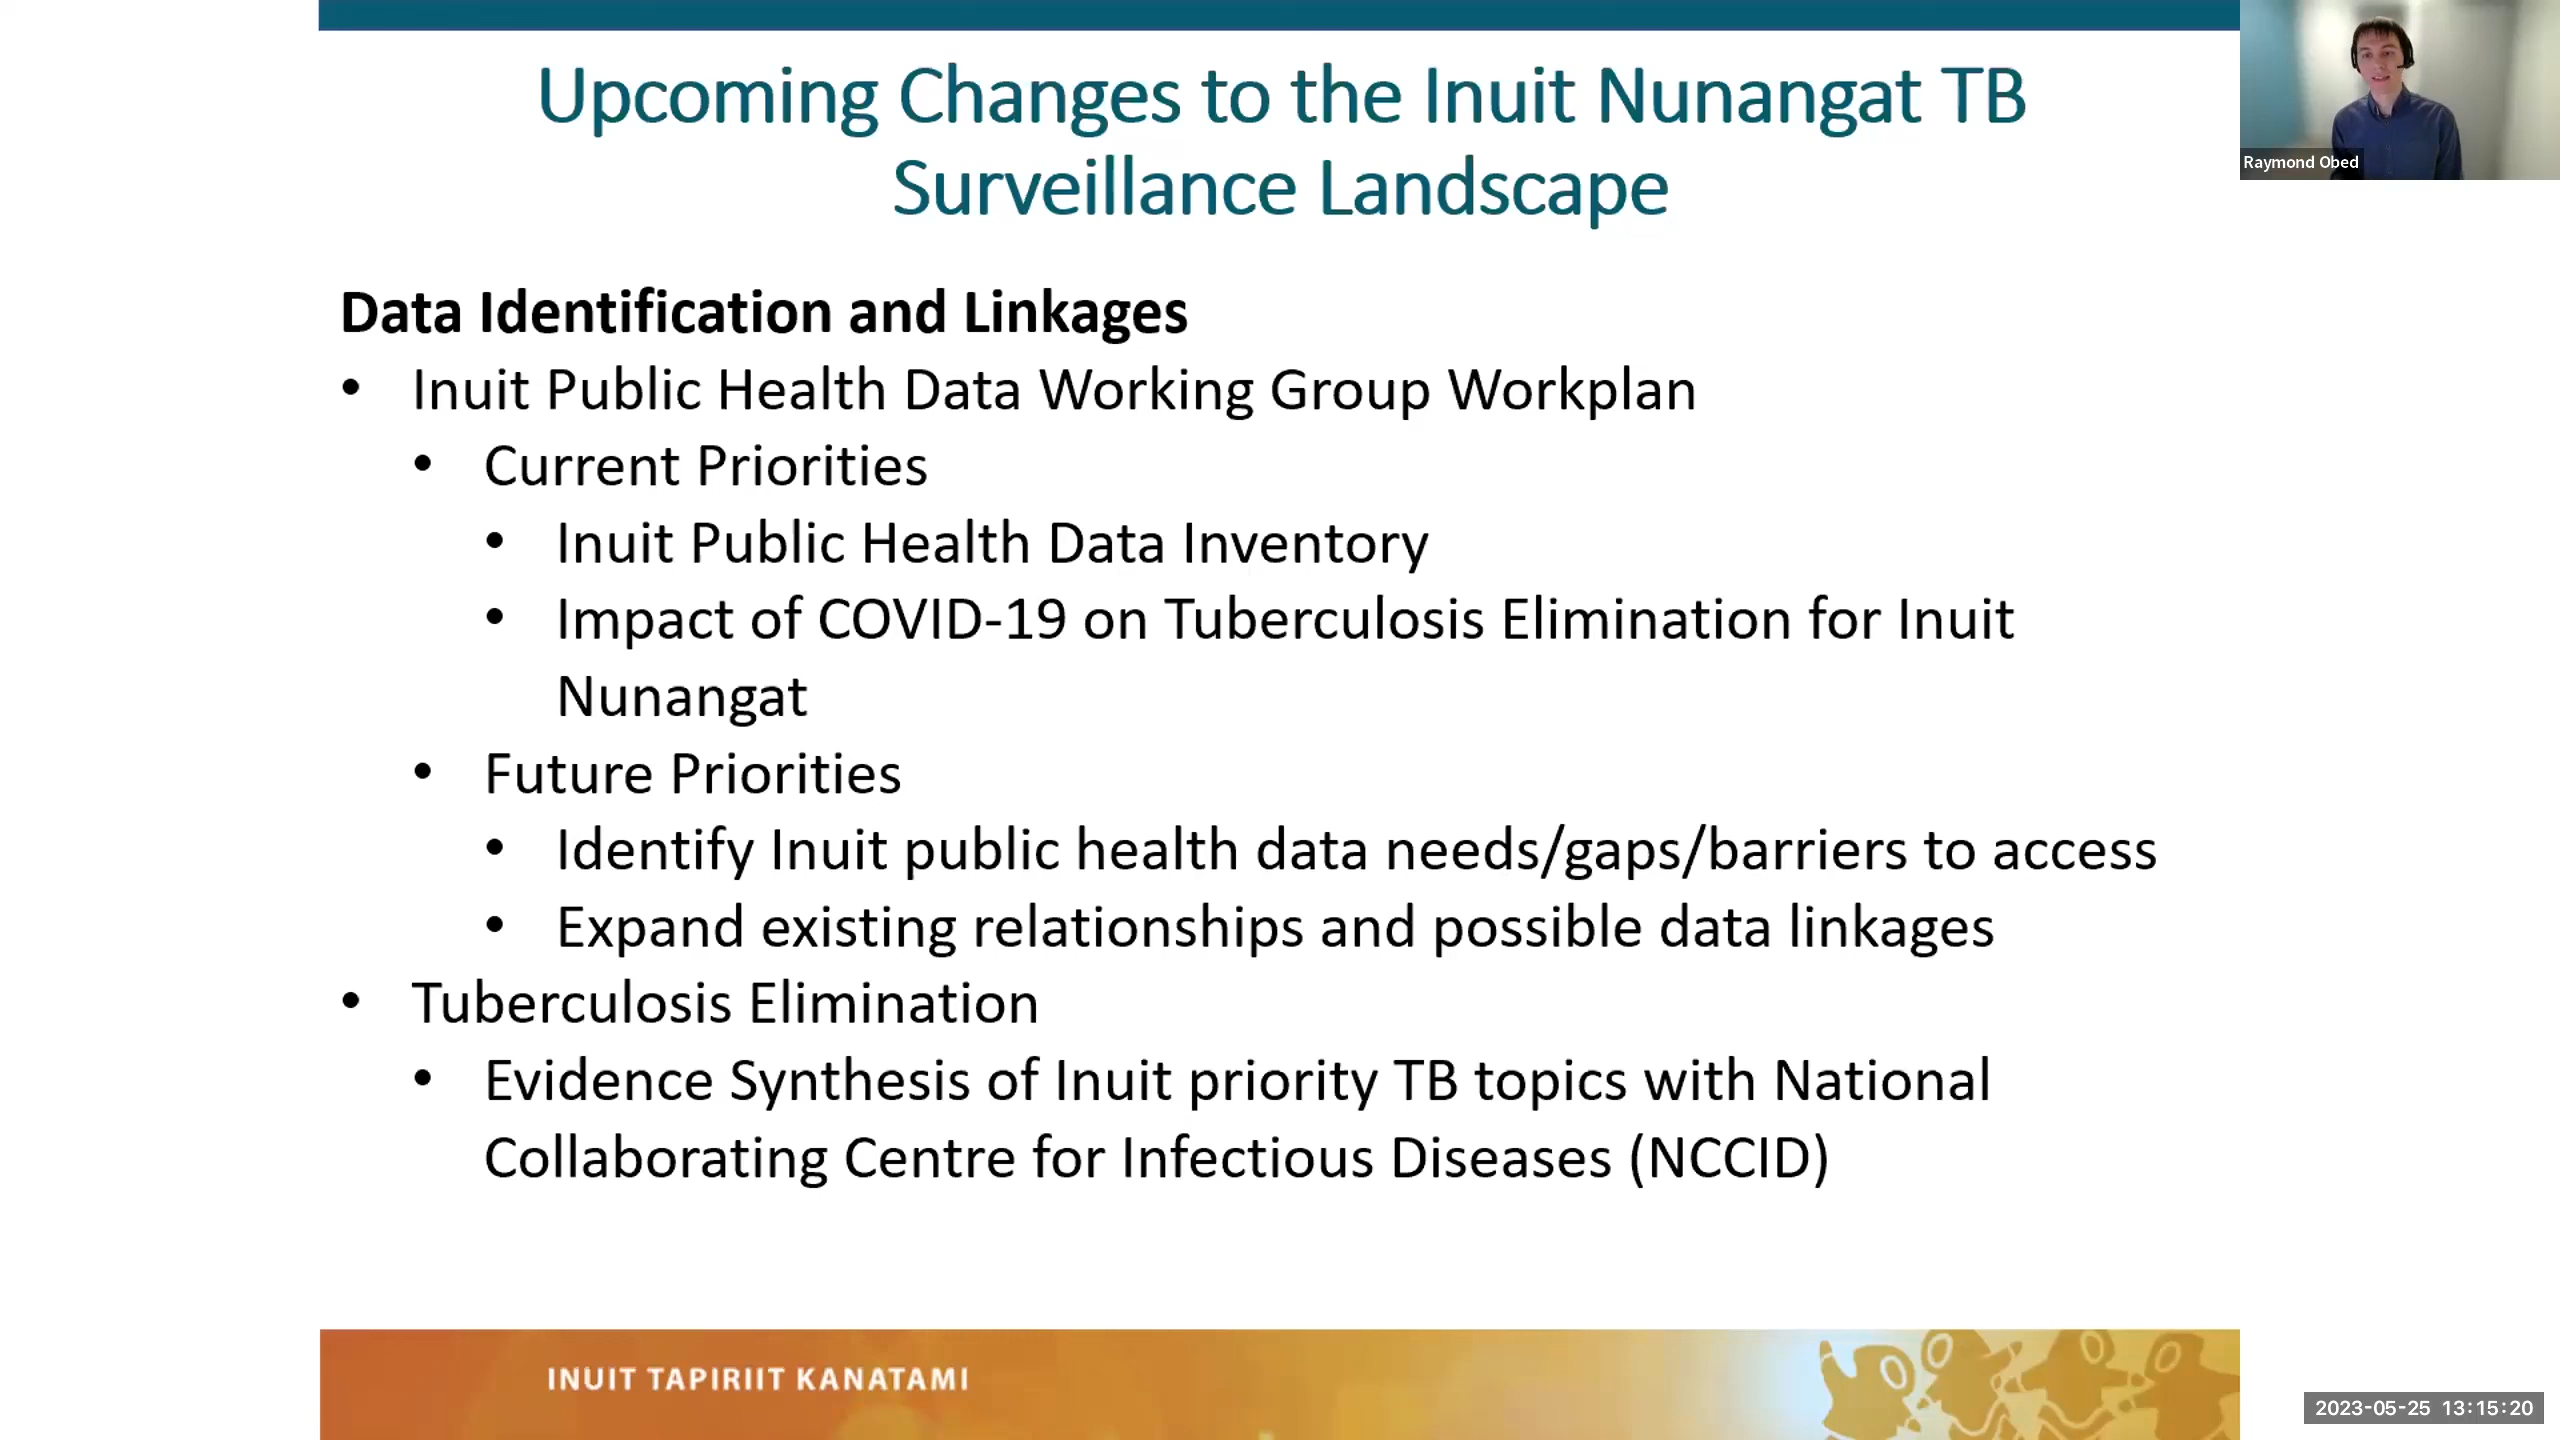 Upcoming Changes to the Inuit Nunangat TB
Surveillance Landscape
Raymond Obed
Data Identification and Linkages
• Inuit Public Health Data Working Group Workplan
• Current Priorities
• Inuit Public Health Data Inventory
• Impact of COVID-19 on Tuberculosis Elimination for Inuit
Nunangat
• Future Priorities
• Identify Inuit public health data needs/gaps/barriers to access
• Expand existing relationships and possible data linkages
• Tuberculosis Elimination
• Evidence Synthesis of Inuit priority TB topics with National
Collaborating Centre for Infectious Diseases (NCCID)
INUIT TAPIRIIT KANATAMI
2023-05-25 13:15:20